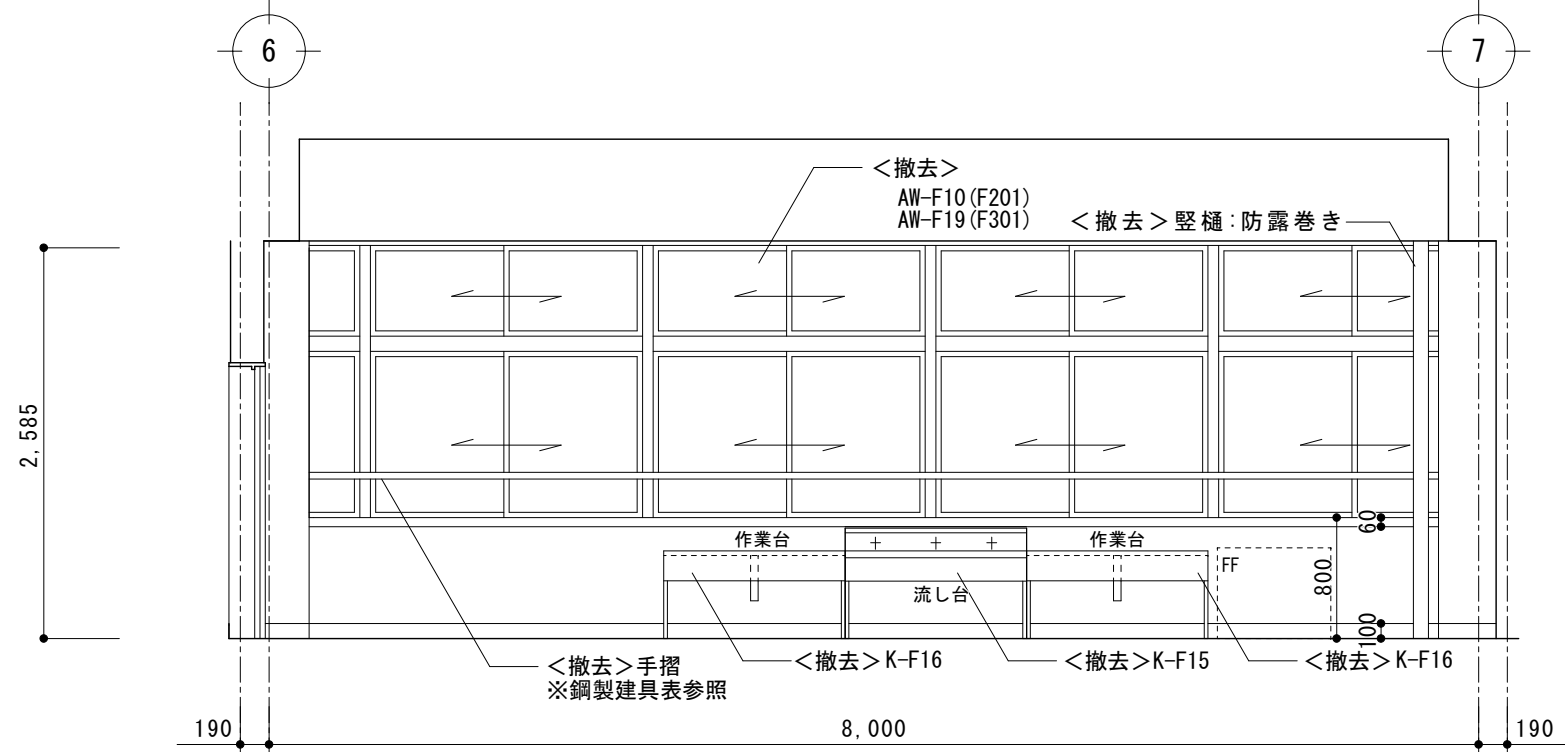 6
7
<撤去>
AW-F10(F201)
AW-F19(F301)
<撤去>竪樋:防露巻き
2,585
60
作業台
作業台
FF
800
流し台
100
<撤去>手摺
※鋼製建具表参照
<撤去>K-F16
<撤去>K-F15
<撤去>K-F16
190
8,000
190